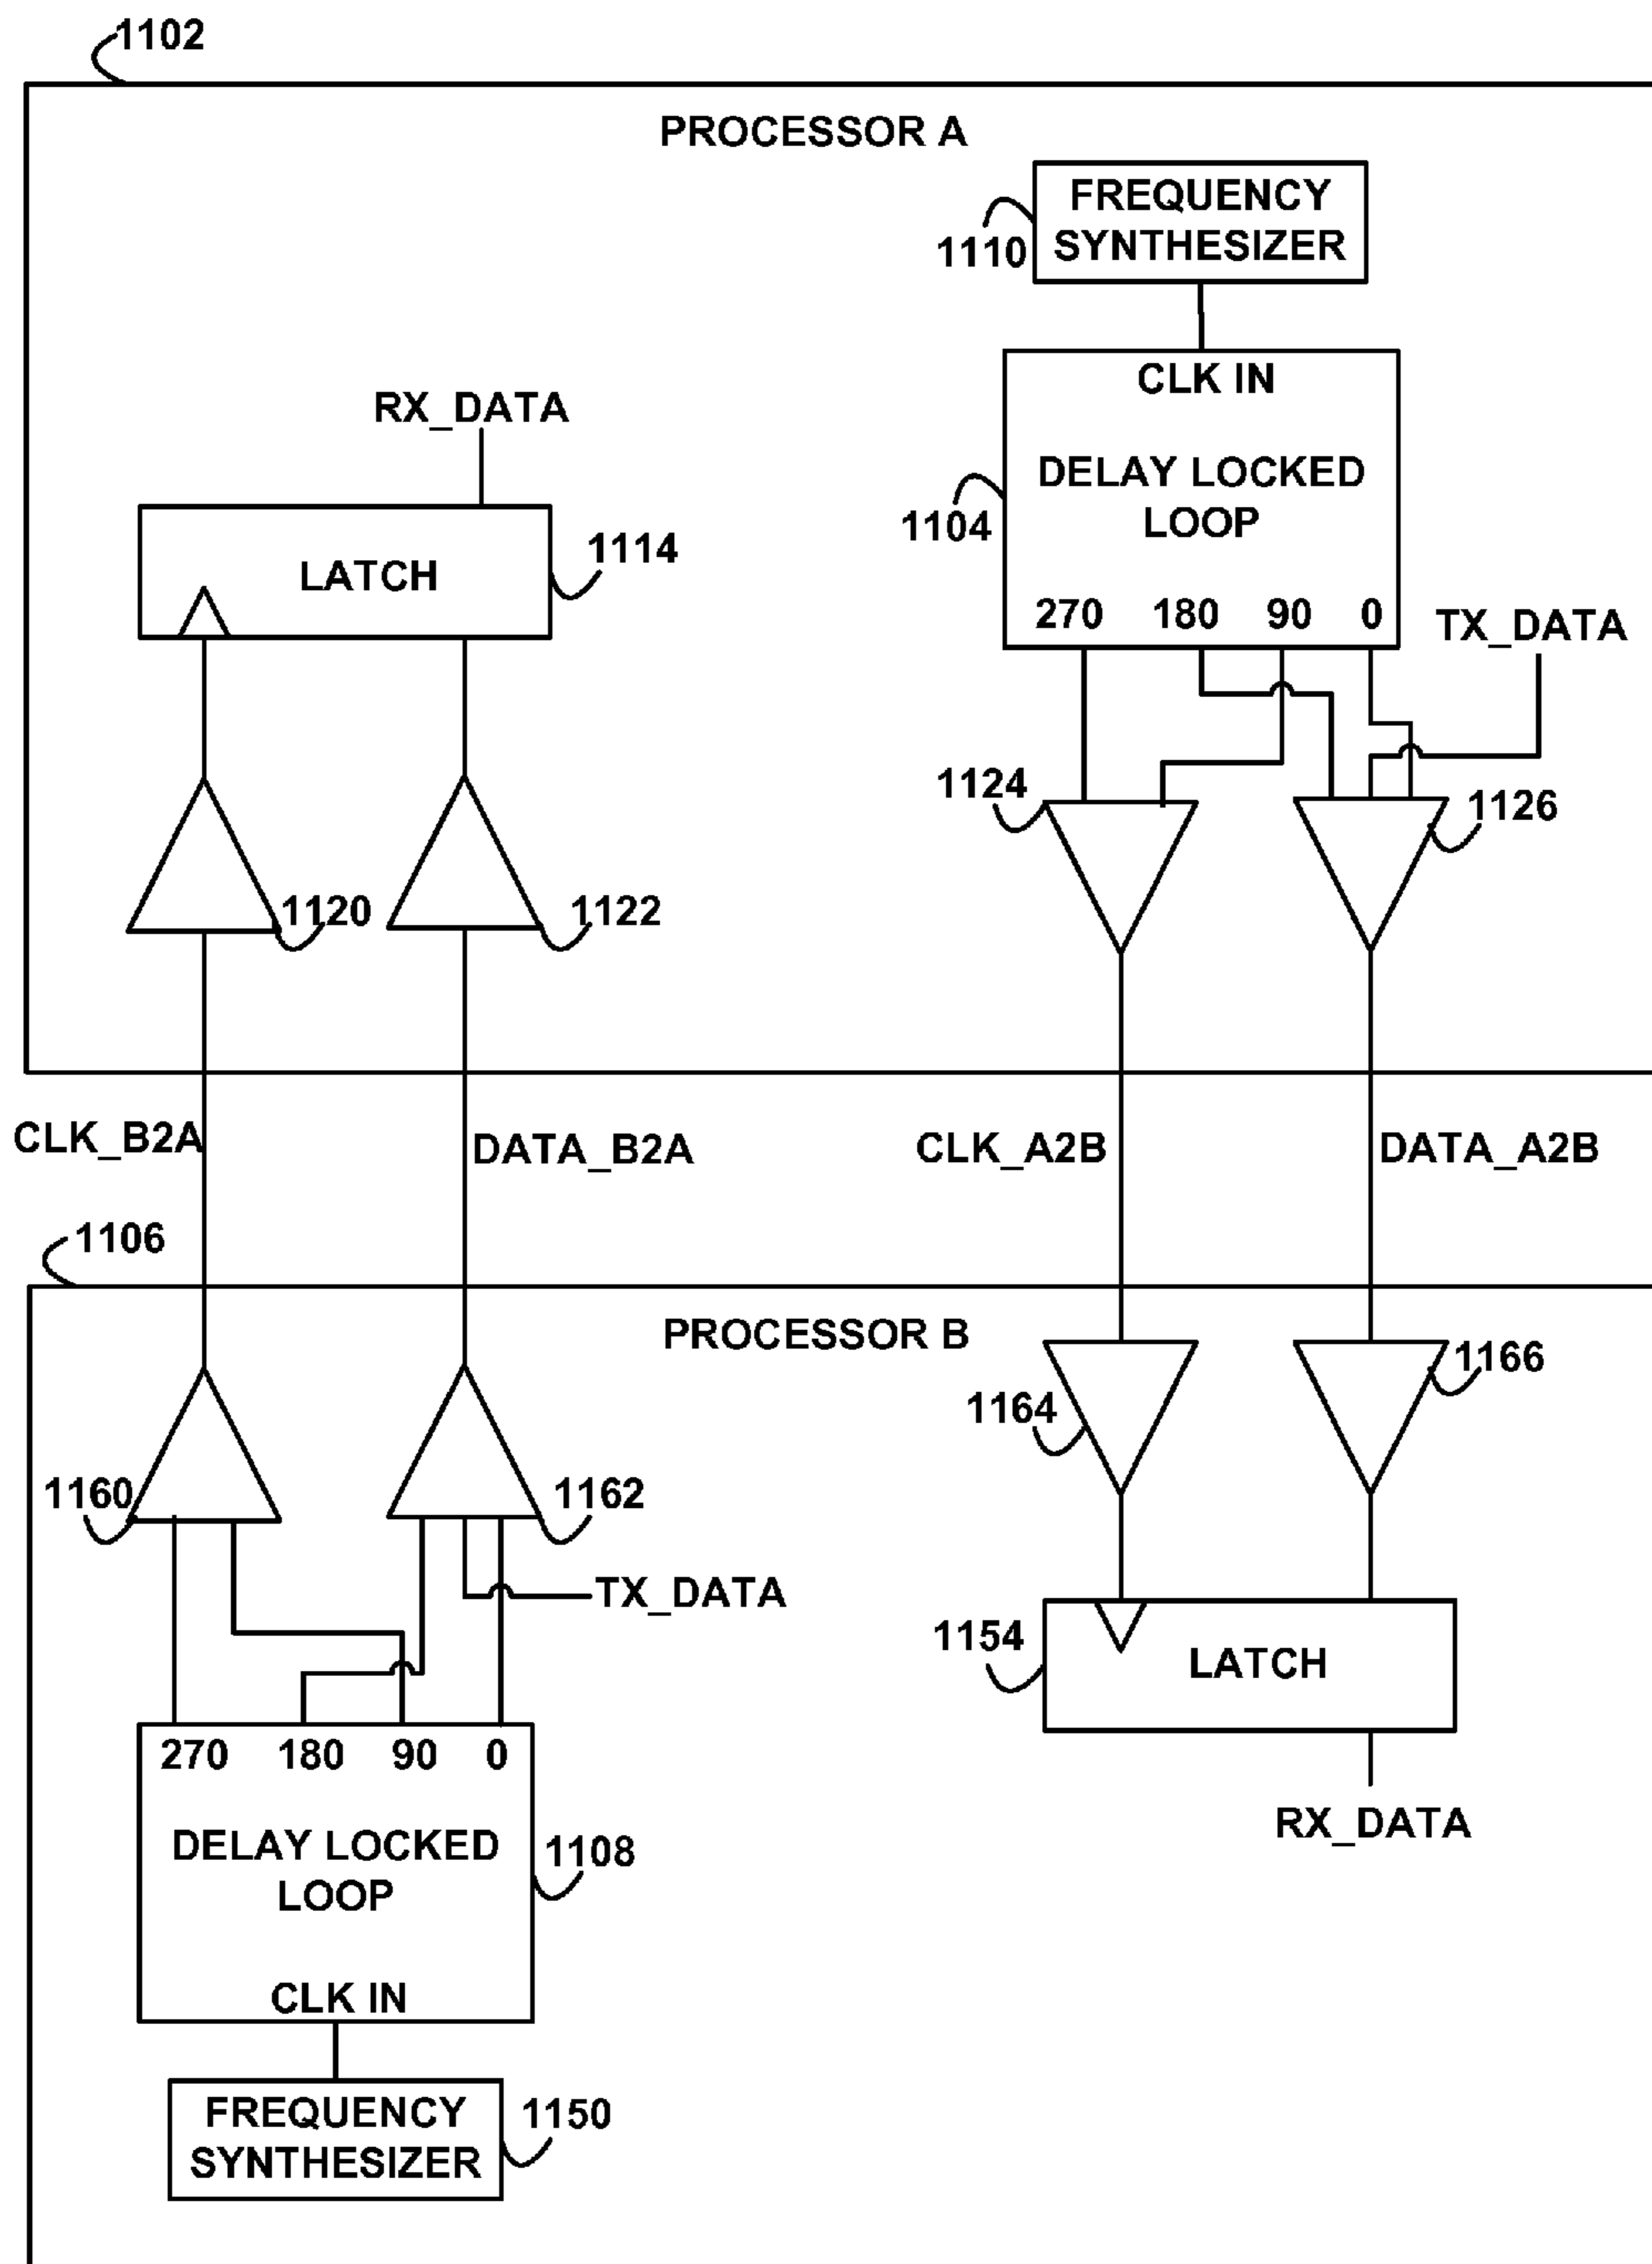 1102
PROCESSOR A
FREQUENCY
SYNTHESIZER
1110
CLK IN
RX_DATA
DELAY LOCKED
LOOP
1104
1114
LATCH
270 180 90 0
TX_DATA
1124
1126
1120
1122
CLK_B2A
DATA_B2A
CLK_A2B
DATA_A2B
1106
PROCESSOR B
1166
1164
1160
1162
TX_DATA
1154
LATCH
270 180 90 0
RX_DATA
DELAY LOCKED
LOOP
1108
CLK IN
FREQUENCY
SYNTHESIZER
1150